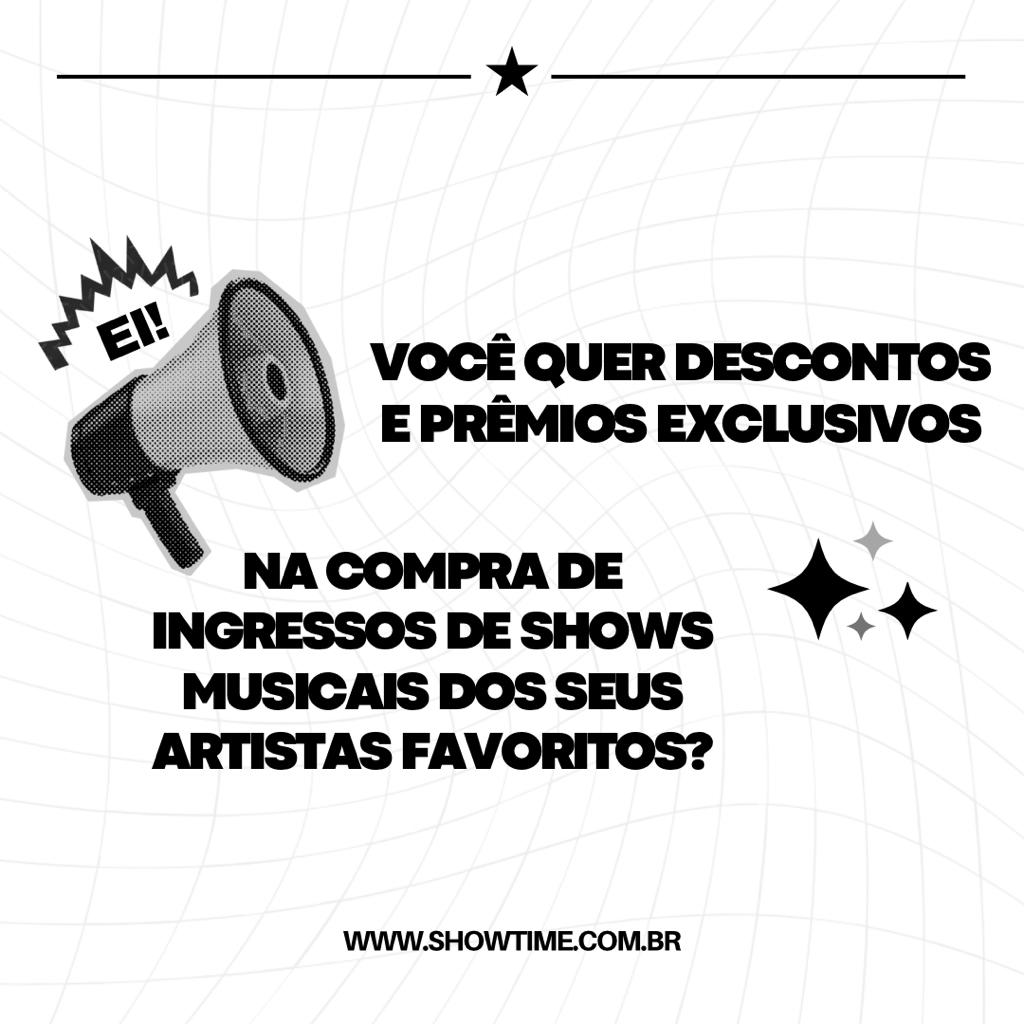 EI!
VOCÊ QUER DESCONTOS
E PRÊMIOS EXCLUSIVOS
NA COMPRA DE
INGRESSOS DE SHOWS
MUSICAIS DOS SEUS
ARTISTAS FAVORITOS?
WWW.SHOWTIME.COM.BR